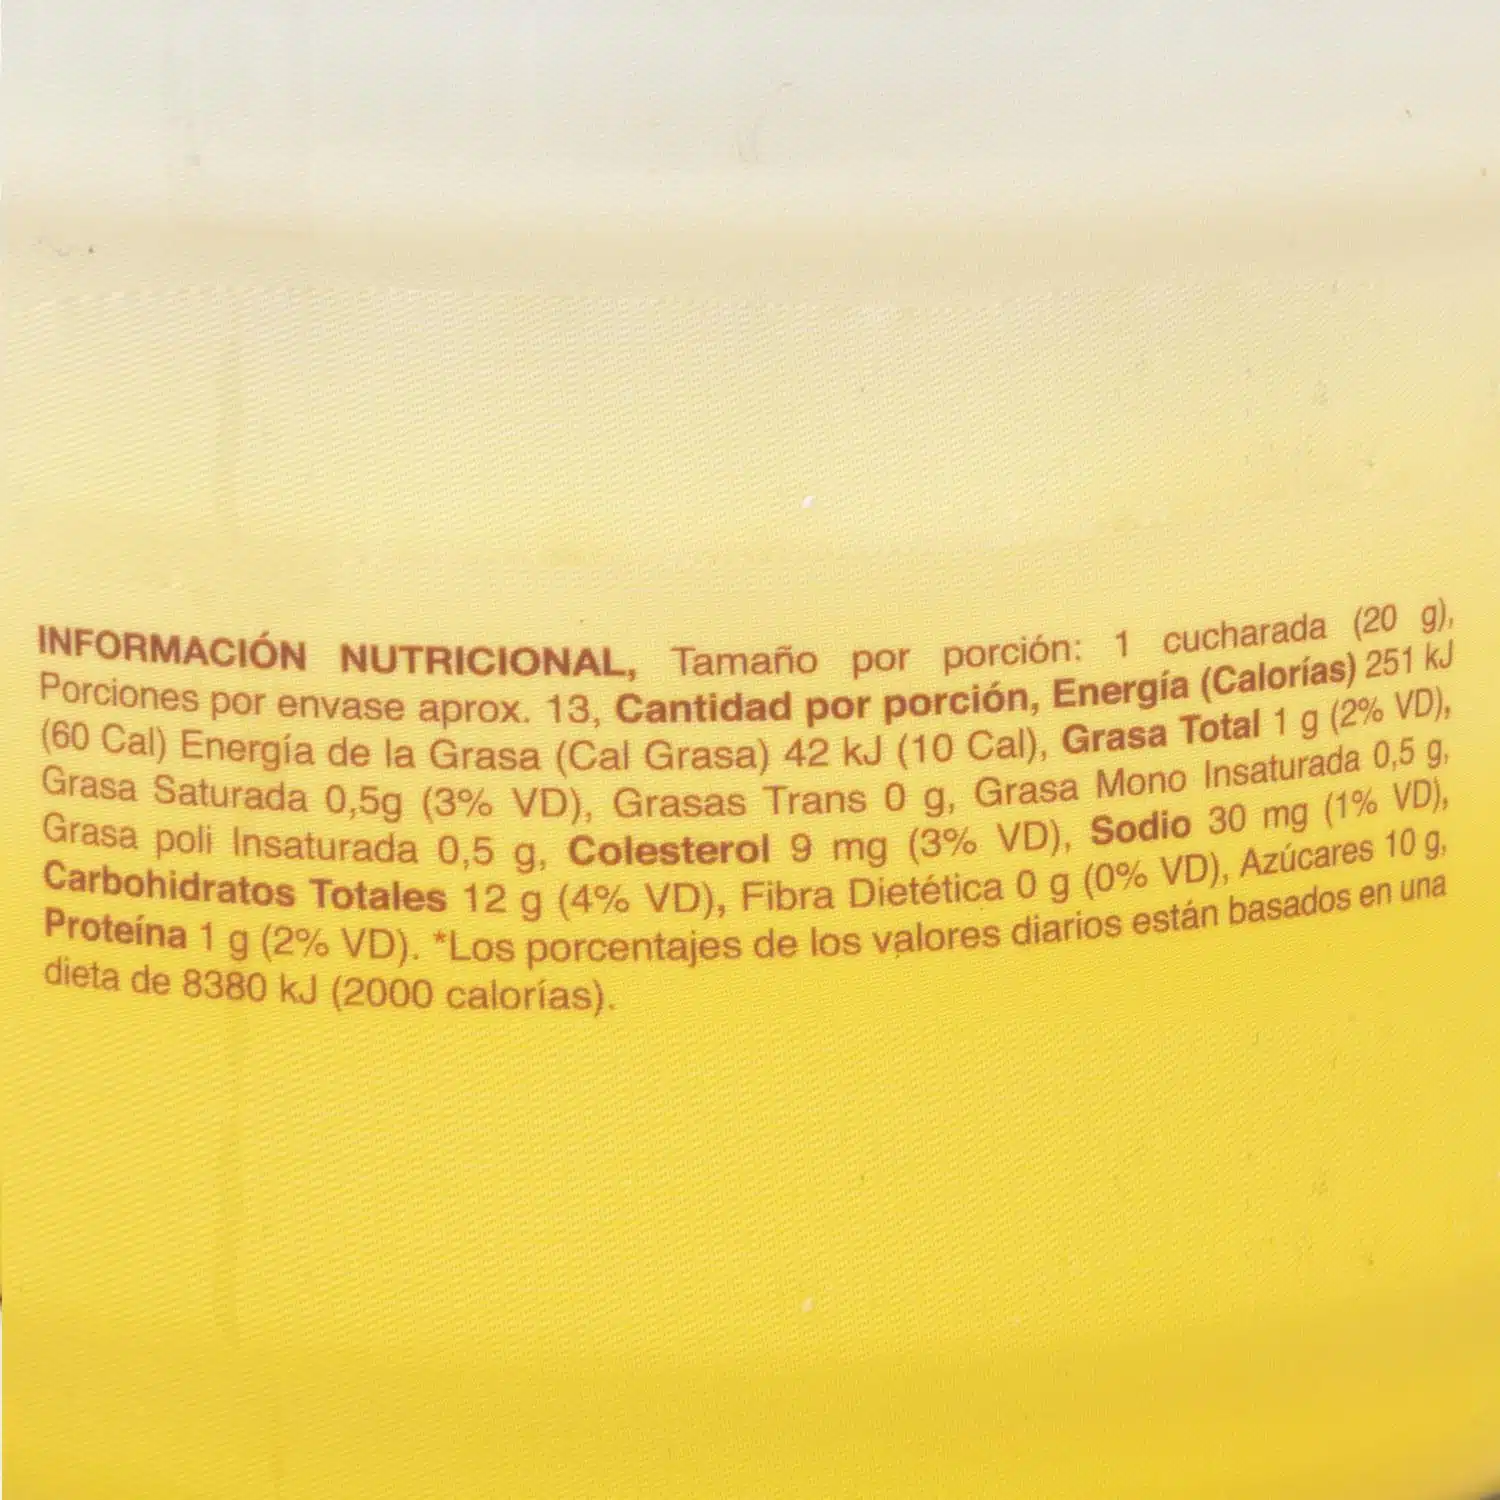 INFORMACIÓN NUTRICIONAL, Tamaño por porción: 1 cucharada (20 g),
Porciones por envase aprox. 13, Cantidad por porción, Energía (Calorías) 251 kJ
(60 Cal) Energía de la Grasa (Cal Grasa) 42 kJ (10 Cal), Grasa Total 1 g (2% VD),
Grasa Saturada 0,5g (3% VD), Grasas Trans 0 g, Grasa Mono Insaturada 0,5 g,
Grasa poli Insaturada 0,5 g, Colesterol 9 mg (3% VD), Sodio 30 mg (1% VD),
Carbohidratos Totales 12 g (4% VD), Fibra Dietética 0 g (0% VD), Azúcares 10 g,
Proteína 1 g (2% VD). *Los porcentajes de los valores diarios están basados en una
dieta de 8380 kJ (2000 calorías).